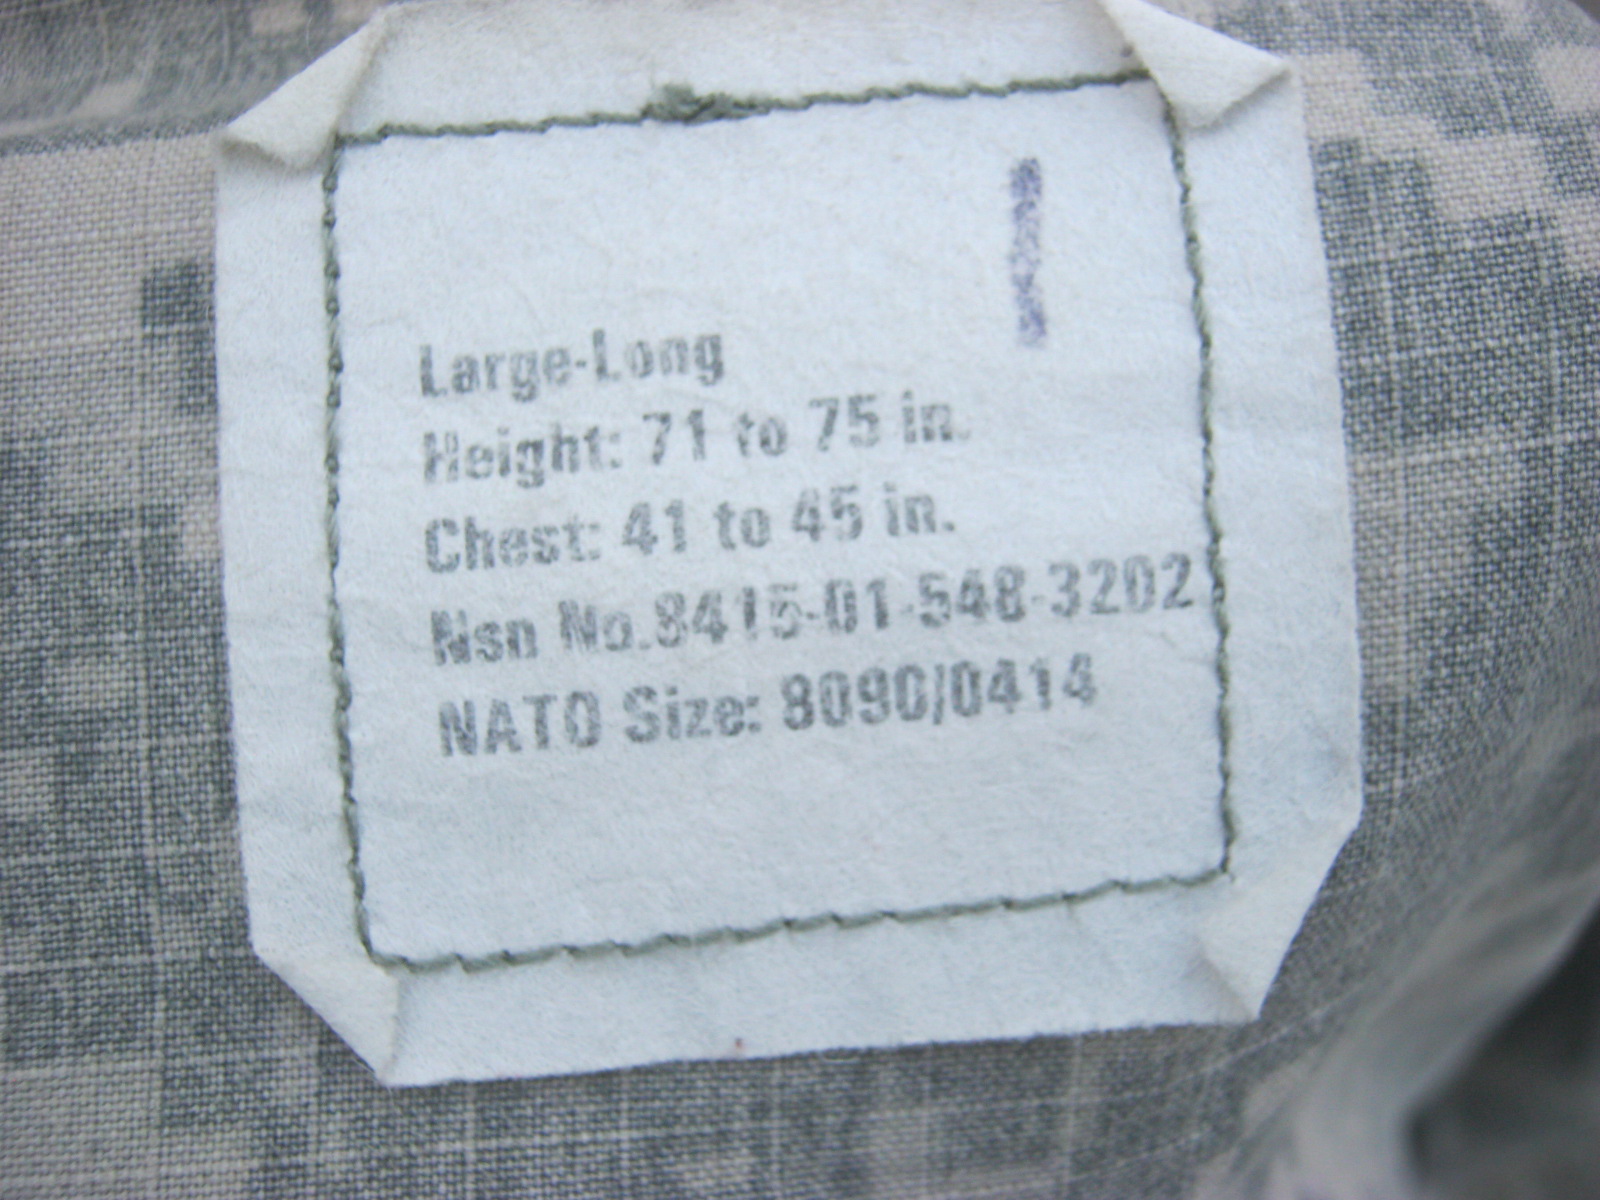 Large-Long
Height: 71 to 75 in.
Chest: 41 to 45 in.
Nsn No.8415-01-548-3202
NATO Size: 8090/0414